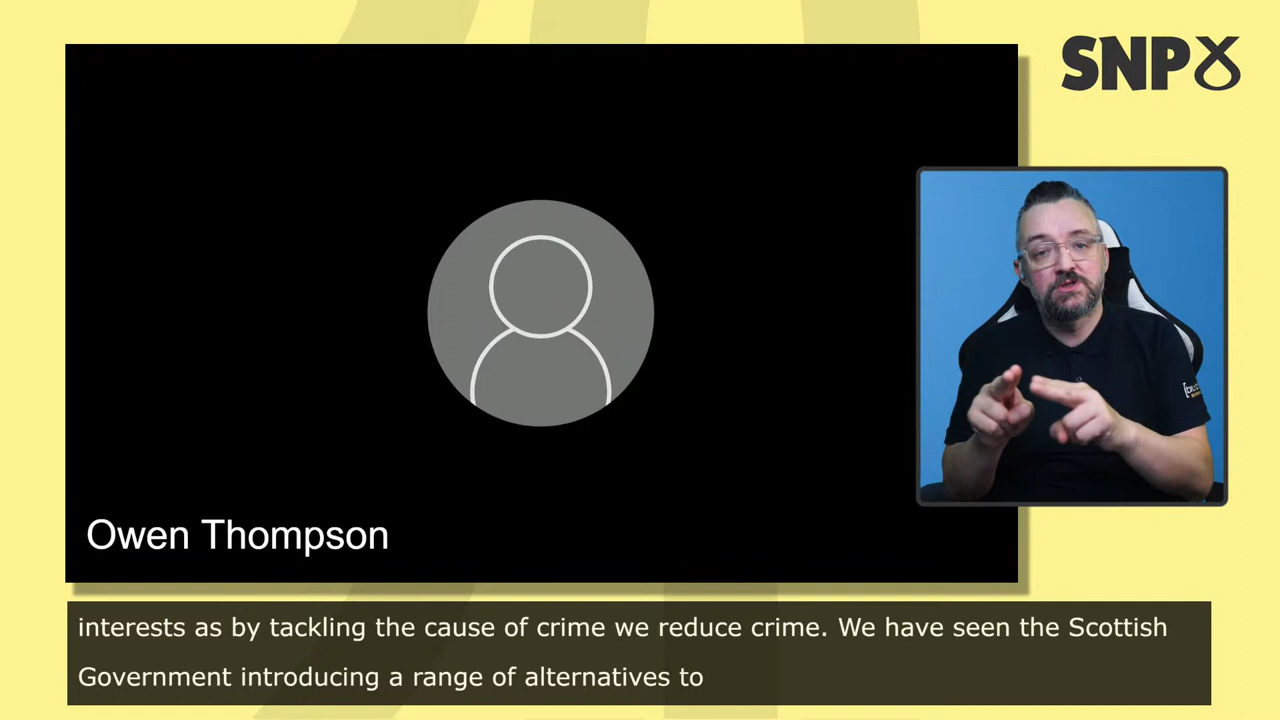 SNP
Owen Thompson
interests as by tackling the cause of crime we reduce crime. We have seen the Scottish
Government introducing a range of alternatives to